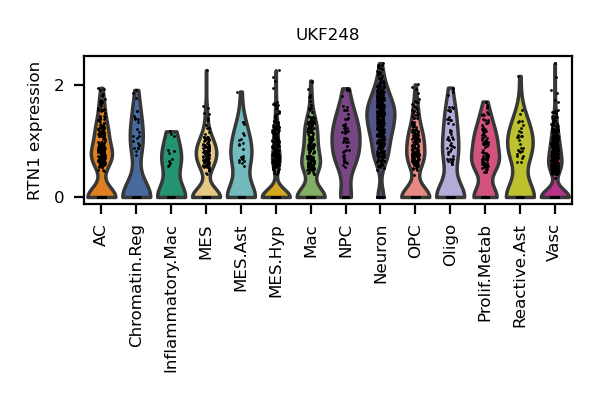 UKF248
RTN1 expression
2
0
AC
Chromatin.Reg
Inflammatory.Mac
MES
MES.Ast
MES.Hyp
Mac
NPC
Neuron
OPC
Oligo
Prolif.Metab
Reactive.Ast
Vasc